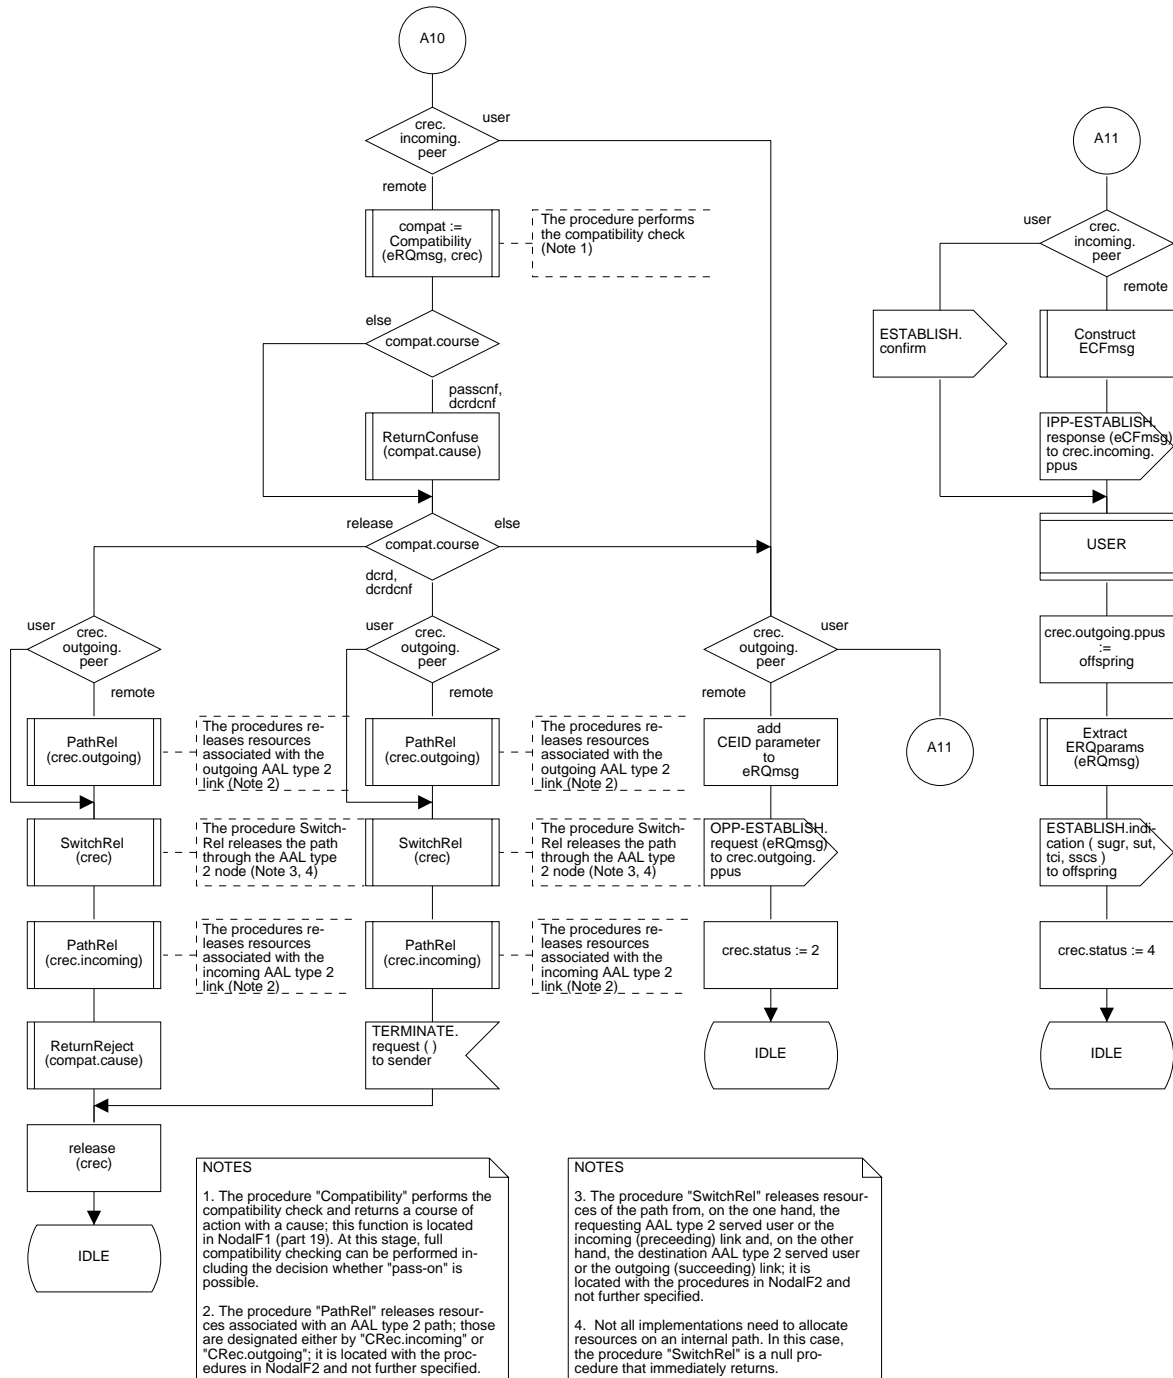 A10
crec.
incoming.
peer
user
remote
compat :=
Compatibility
(eRQmsg, crec)
The procedure performs
the compatibility check
(Note 1)
else
compat.course
passcnf,
dcrdcnf
ReturnConfuse
(compat.cause)
release
compat.course
else
dcrd,
dcrdcnf
user
crec.
outgoing.
peer
remote
PathRel
(crec.outgoing)
The procedures re-
leases resources
associated with the
outgoing AAL type 2
link (Note 2)
SwitchRel
(crec)
The procedure Switch-
Rel releases the path
through the AAL type
2 node (Note 3, 4)
PathRel
(crec.incoming)
The procedures re-
leases resources
associated with the
incoming AAL type 2
link (Note 2)
ReturnReject
(compat.cause)
release
(crec)
IDLE
user
crec.
outgoing.
peer
remote
PathRel
(crec.outgoing)
The procedures re-
leases resources
associated with the
outgoing AAL type 2
link (Note 2)
SwitchRel
(crec)
The procedure Switch-
Rel releases the path
through the AAL type
2 node (Note 3, 4)
PathRel
(crec.incoming)
The procedures re-
leases resources
associated with the
incoming AAL type 2
link (Note 2)
TERMINATE.
request ( )
to sender
crec.
outgoing.
peer
user
remote
add
CEID parameter
to
eRQmsg
A11
OPP-ESTABLISH.
request (eRQmsg)
to crec.outgoing.
ppus
crec.status := 2
IDLE
A11
user
crec.
incoming.
peer
remote
ESTABLISH.
confirm
Construct
ECFmsg
IPP-ESTABLISH.
response (eCFmsg)
to crec.incoming.
ppus
USER
crec.outgoing.ppus
:=
offspring
Extract
ERQparams
(eRQmsg)
ESTABLISH.indi-
cation ( sugr, sut,
tci, sscs )
to offspring
crec.status := 4
IDLE
NOTES
1. The procedure "Compatibility" performs the
compatibility check and returns a course of
action with a cause; this function is located
in NodalF1 (part 19). At this stage, full
compatibility checking can be performed in-
cluding the decision whether "pass-on" is
possible.
2. The procedure "PathRel" releases resour-
ces associated with an AAL type 2 path; those
are designated either by "CRec.incoming" or
"CRec.outgoing"; it is located with the proc-
edures in NodalF2 and not further specified.
NOTES
3. The procedure "SwitchRel" releases resour-
ces of the path from, on the one hand, the
requesting AAL type 2 served user or the
incoming (preceeding) link and, on the other
hand, the destination AAL type 2 served user
or the outgoing (succeeding) link; it is
located with the procedures in NodalF2 and
not further specified.
4. Not all implementations need to allocate
resources on an internal path. In this case,
the procedure "SwitchRel" is a null pro-
cedure that immediately returns.